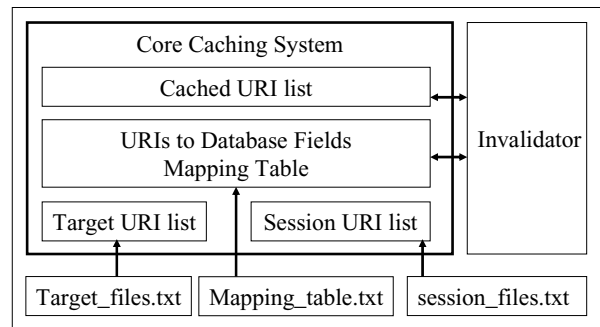 Core Caching System
Cached URI list
URIs to Database Fields
Mapping Table
Invalidator
Target URI list
Session URI list
Target_files.txt
Mapping_table.txt
session_files.txt